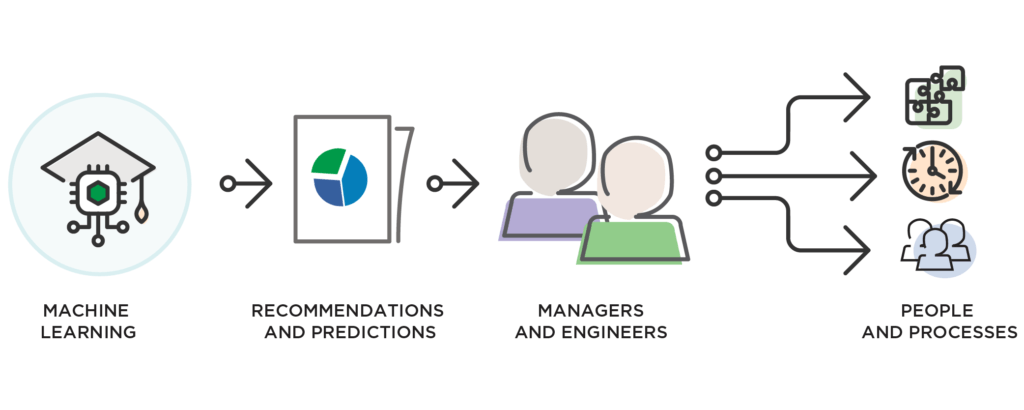 MACHINE
LEARNING
RECOMMENDATIONS
AND PREDICTIONS
MANAGERS
AND ENGINEERS
PEOPLE
AND PROCESSES